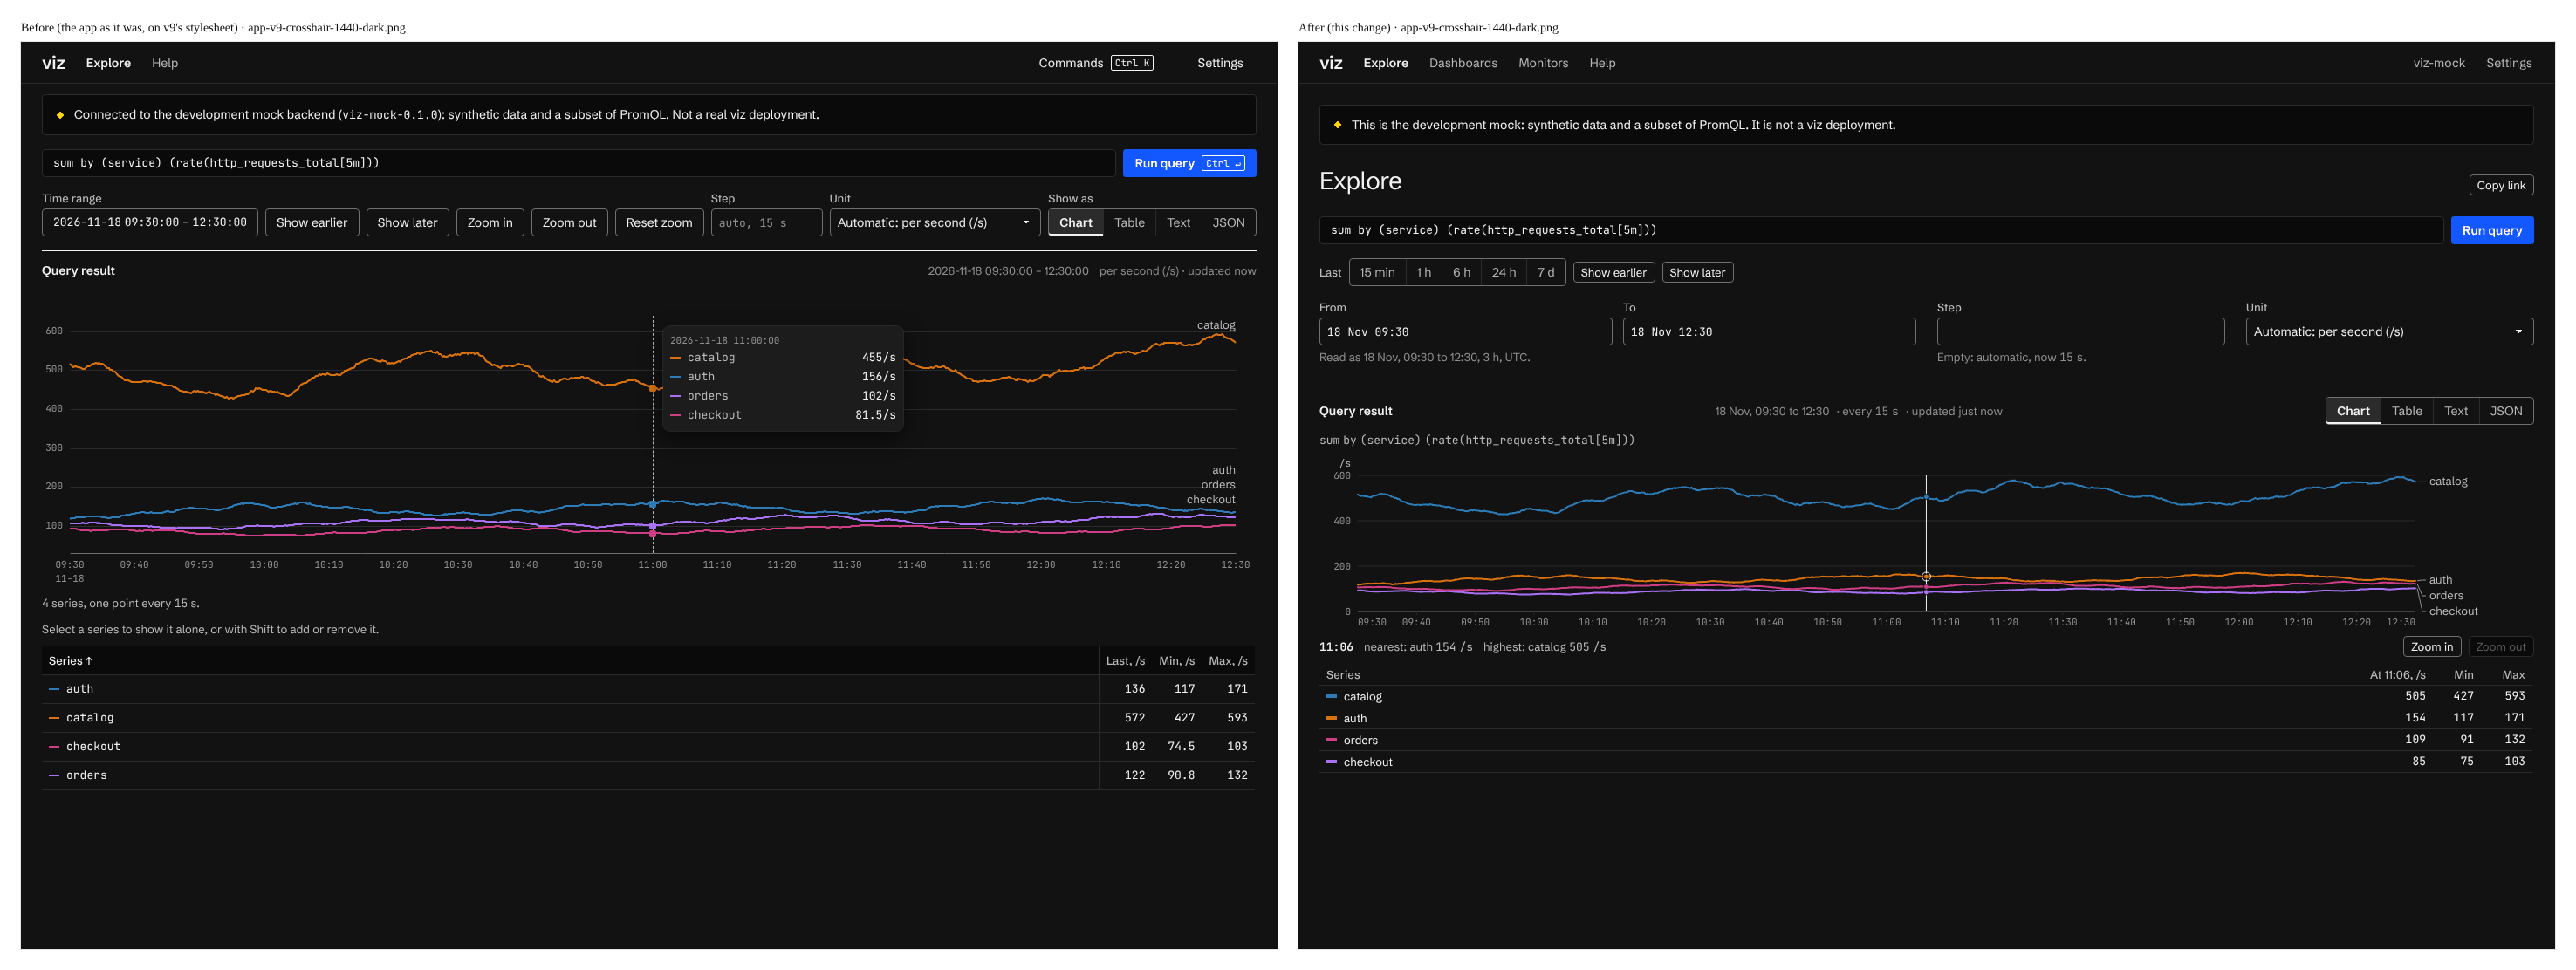 Before (the app as it was, on v9's stylesheet) · app-v9-crosshair-1440-dark.png
viz Explore Help Commands Ctrl K Settings
Connected to the development mock backend (viz-mock-0.1.0): synthetic data and a subset of PromQL. Not a real viz deployment.
sum by (service) (rate(http_requests_total[5m])) Run query Ctrl ↵
Time range Step Unit Show as
2026-11-18 09:30:00 – 12:30:00 Show earlier Show later Zoom in Zoom out Reset zoom auto, 15 s Automatic: per second (/s) Chart Table Text JSON
Query result 2026-11-18 09:30:00 – 12:30:00 per second (/s) · updated now
catalog
600
2026-11-18 11:00:00
catalog 455/s
500
auth 156/s
orders 102/s
400
checkout 81.5/s
300
auth
200
orders
checkout
100
09:30 09:40 09:50 10:00 10:10 10:20 10:30 10:40 10:50 11:00 11:10 11:20 11:30 11:40 11:50 12:00 12:10 12:20 12:30
11-18
4 series, one point every 15 s.
Select a series to show it alone, or with Shift to add or remove it.
Series ↑ Last, /s Min, /s Max, /s
auth 136 117 171
catalog 572 427 593
checkout 102 74.5 103
orders 122 90.8 132
After (this change) · app-v9-crosshair-1440-dark.png
viz Explore Dashboards Monitors Help viz-mock Settings
This is the development mock: synthetic data and a subset of PromQL. It is not a viz deployment.
Explore Copy link
sum by (service) (rate(http_requests_total[5m])) Run query
Last 15 min 1 h 6 h 24 h 7 d Show earlier Show later
From To Step Unit
18 Nov 09:30 18 Nov 12:30 Automatic: per second (/s)
Read as 18 Nov, 09:30 to 12:30, 3 h, UTC. Empty: automatic, now 15 s.
Query result 18 Nov, 09:30 to 12:30 · every 15 s · updated just now Chart Table Text JSON
sum by (service) (rate(http_requests_total[5m]))
/s
600
catalog
400
200
auth
orders
0 checkout
09:30 09:40 09:50 10:00 10:10 10:20 10:30 10:40 10:50 11:00 11:10 11:20 11:30 11:40 11:50 12:00 12:10 12:20 12:30
11:06 nearest: auth 154 /s highest: catalog 505 /s Zoom in Zoom out
Series At 11:06, /s Min Max
catalog 505 427 593
auth 154 117 171
orders 109 91 132
checkout 85 75 103